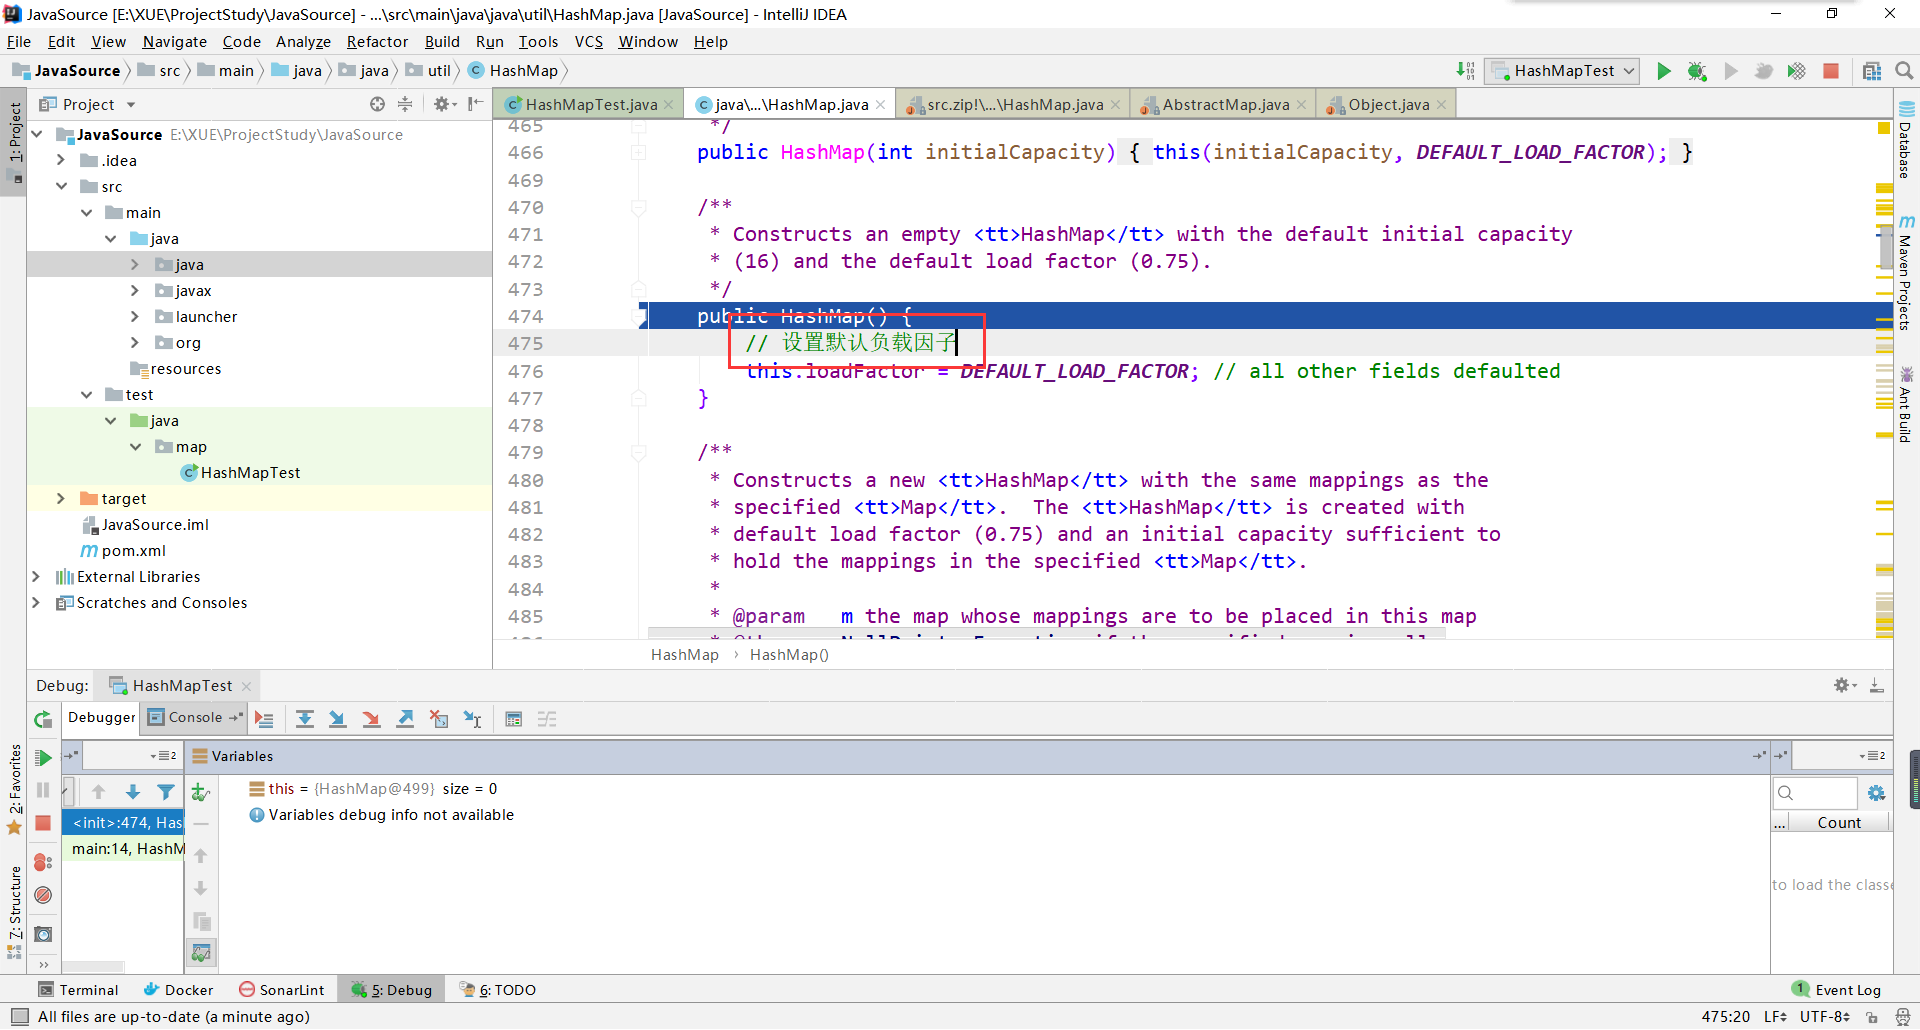 JavaSource [E:\XUE\ProjectStudy\JavaSource] - ...\src\main\java\java\util\HashMap.java [JavaSource] - IntelliJ IDEA
File Edit View Navigate Code Analyze Refactor Build Run Tools VCS Window Help
JavaSource src main java java util HashMap
HashMapTest
1: Project
Project
HashMapTest.java java\...\HashMap.java src.zip!\...\HashMap.java AbstractMap.java Object.java
JavaSource E:\XUE\ProjectStudy\JavaSource
.idea
src
main
java
java
javax
launcher
org
resources
test
java
map
HashMapTest
target
JavaSource.iml
pom.xml
External Libraries
Scratches and Consoles
465 */
466 public HashMap(int initialCapacity) { this(initialCapacity, DEFAULT_LOAD_FACTOR); }
469
470 /**
471 * Constructs an empty <tt>HashMap</tt> with the default initial capacity
472 * (16) and the default load factor (0.75).
473 */
474 public HashMap() {
475 // 设置默认负载因子
476 this.loadFactor = DEFAULT_LOAD_FACTOR; // all other fields defaulted
477 }
478
479 /**
480 * Constructs a new <tt>HashMap</tt> with the same mappings as the
481 * specified <tt>Map</tt>.  The <tt>HashMap</tt> is created with
482 * default load factor (0.75) and an initial capacity sufficient to
483 * hold the mappings in the specified <tt>Map</tt>.
484 *
485 * @param   m the map whose mappings are to be placed in this map
HashMap › HashMap()
Database
Maven Projects
Ant Build
Debug: HashMapTest
Debugger Console
2: Favorites
7: Structure
Variables
<init>:474, Has
main:14, HashM
this = {HashMap@499} size = 0
Variables debug info not available
... Count
to load the classe
Terminal Docker SonarLint 5: Debug 6: TODO
1 Event Log
All files are up-to-date (a minute ago)
475:20 LF UTF-8